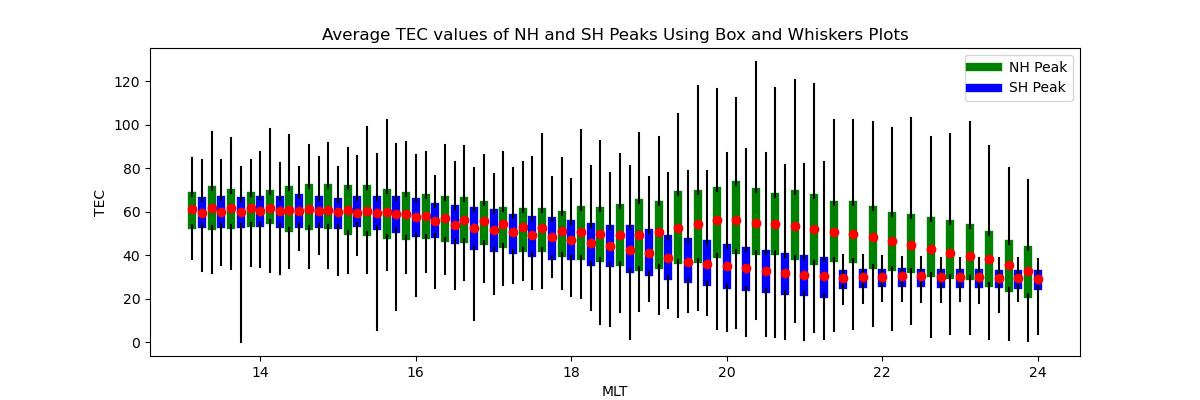 Average TEC values of NH and SH Peaks Using Box and Whiskers Plots
NH Peak
SH Peak
TEC
120
100
80
60
40
20
0
14 16 18 20 22 24
MLT